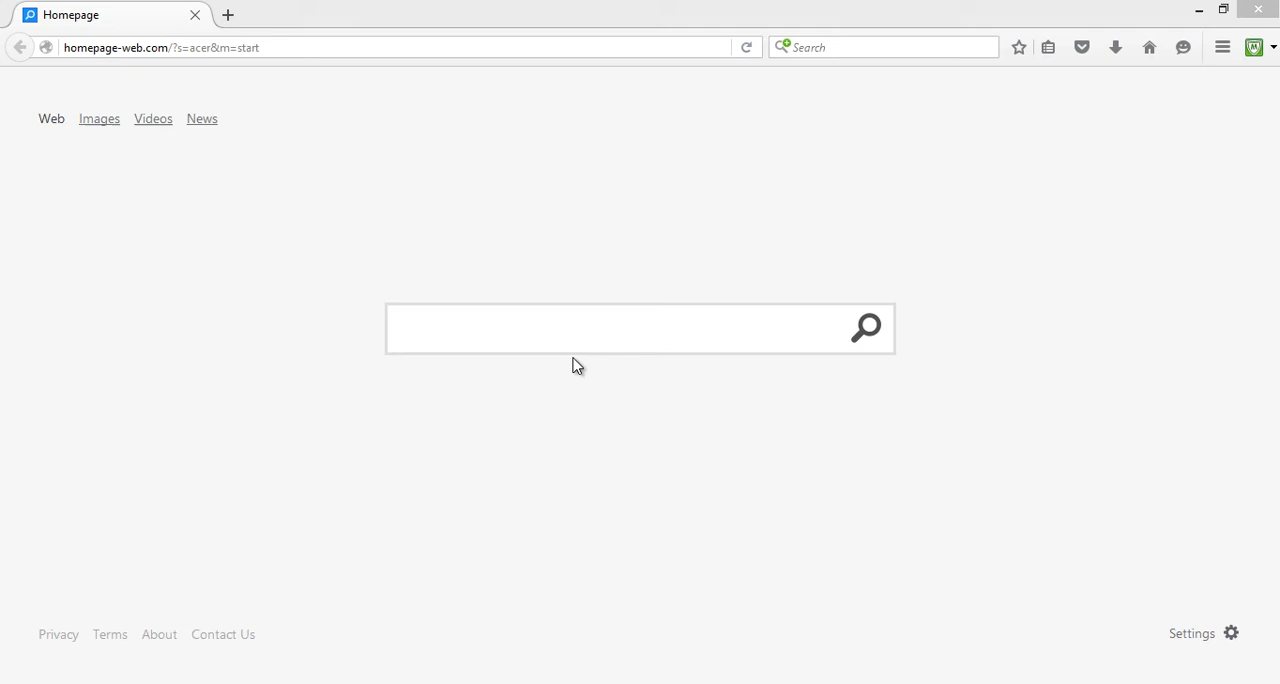 Homepage
homepage-web.com/?s=acer&m=start
Search
Web Images Videos News
Privacy Terms About Contact Us
Settings